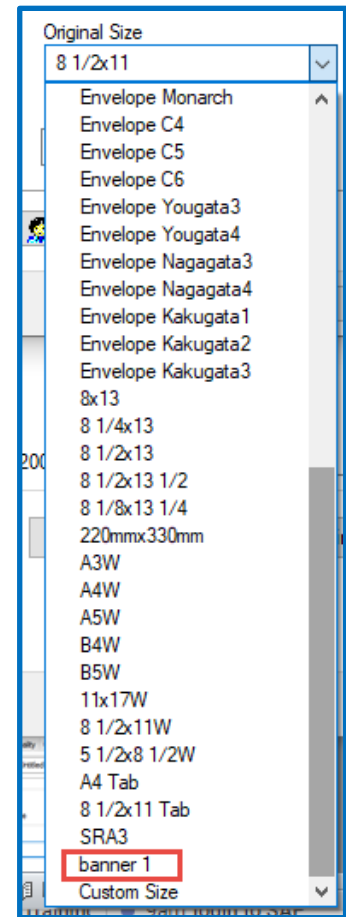 Original Size
8 1/2x11
Envelope Monarch
Envelope C4
Envelope C5
Envelope C6
Envelope Yougata3
Envelope Yougata4
Envelope Nagagata3
Envelope Nagagata4
Envelope Kakugata1
Envelope Kakugata2
Envelope Kakugata3
8x13
8 1/4x13
8 1/2x13
200
8 1/2x13 1/2
8 1/8x13 1/4
220mmx330mm
A3W
A4W
A5W
B4W
B5W
11x17W
8 1/2x11W
5 1/2x8 1/2W
A4 Tab
8 1/2x11 Tab
SRA3
banner 1
Custom Size